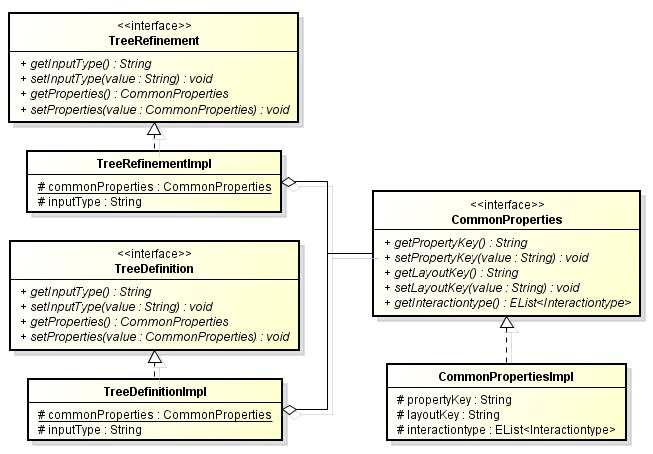 <<interface>>
TreeRefinement
+ getInputType() : String
+ setInputType(value : String) : void
+ getProperties() : CommonProperties
+ setProperties(value : CommonProperties) : void
TreeRefinementImpl
# commonProperties : CommonProperties
# inputType : String
<<interface>>
TreeDefinition
+ getInputType() : String
+ setInputType(value : String) : void
+ getProperties() : CommonProperties
+ setProperties(value : CommonProperties) : void
TreeDefinitionImpl
# commonProperties : CommonProperties
# inputType : String
<<interface>>
CommonProperties
+ getPropertyKey() : String
+ setPropertyKey(value : String) : void
+ getLayoutKey() : String
+ setLayoutKey(value : String) : void
+ getInteractiontype() : EList<Interactiontype>
CommonPropertiesImpl
# propertyKey : String
# layoutKey : String
# interactiontype : EList<Interactiontype>